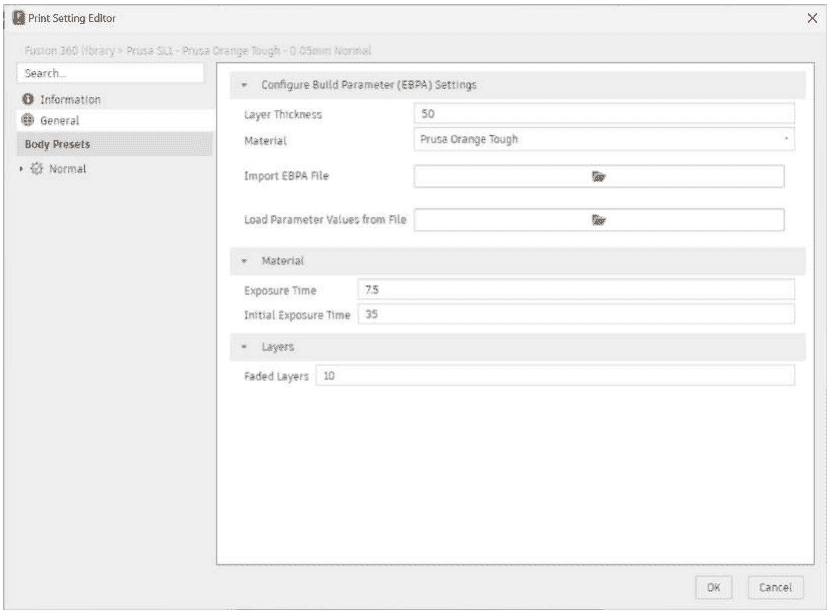 Print Setting Editor
Fusion 360 library > Prusa SL1 - Prusa Orange Tough - 0.05mm Normal
Search...
Information
General
Body Presets
Normal
Configure Build Parameter (EBPA) Settings
Layer Thickness 50
Material Prusa Orange Tough
Import EBPA File
Load Parameter Values from File
Material
Exposure Time 7.5
Initial Exposure Time 35
Layers
Faded Layers 10
OK Cancel